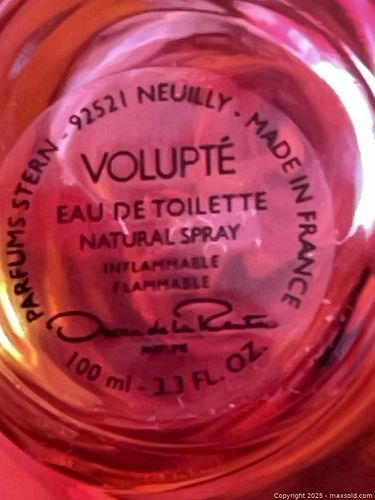 PARFUMS STERN - 92521 NEUILLY - MADE IN FRANCE
VOLUPTÉ
EAU DE TOILETTE
NATURAL SPRAY
INFLAMMABLE
FLAMMABLE
Oscar de la Renta
PARFUMS
100 ml - 3.3 FL. OZ.
Copyright 2025 - maxsold.com